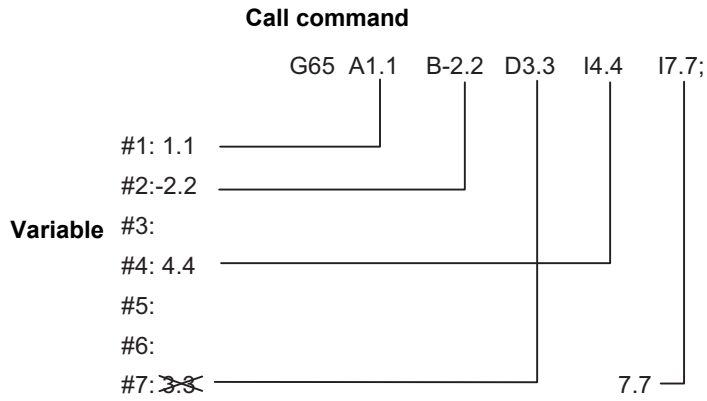 Call command
G65 A1.1 B-2.2 D3.3 I4.4 I7.7;
#1: 1.1
#2:-2.2
Variable #3:
#4: 4.4
#5:
#6:
#7: 3.3 7.7